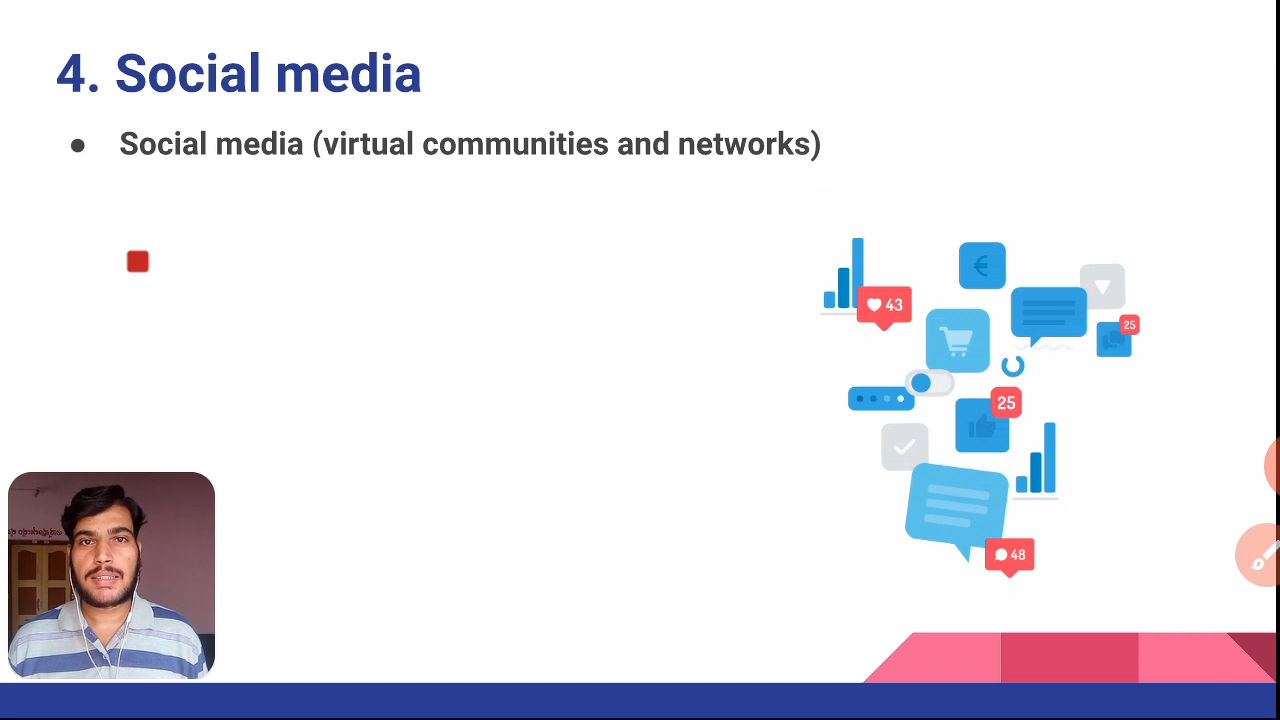 4. Social media
● Social media (virtual communities and networks)
€
43
25
25
48